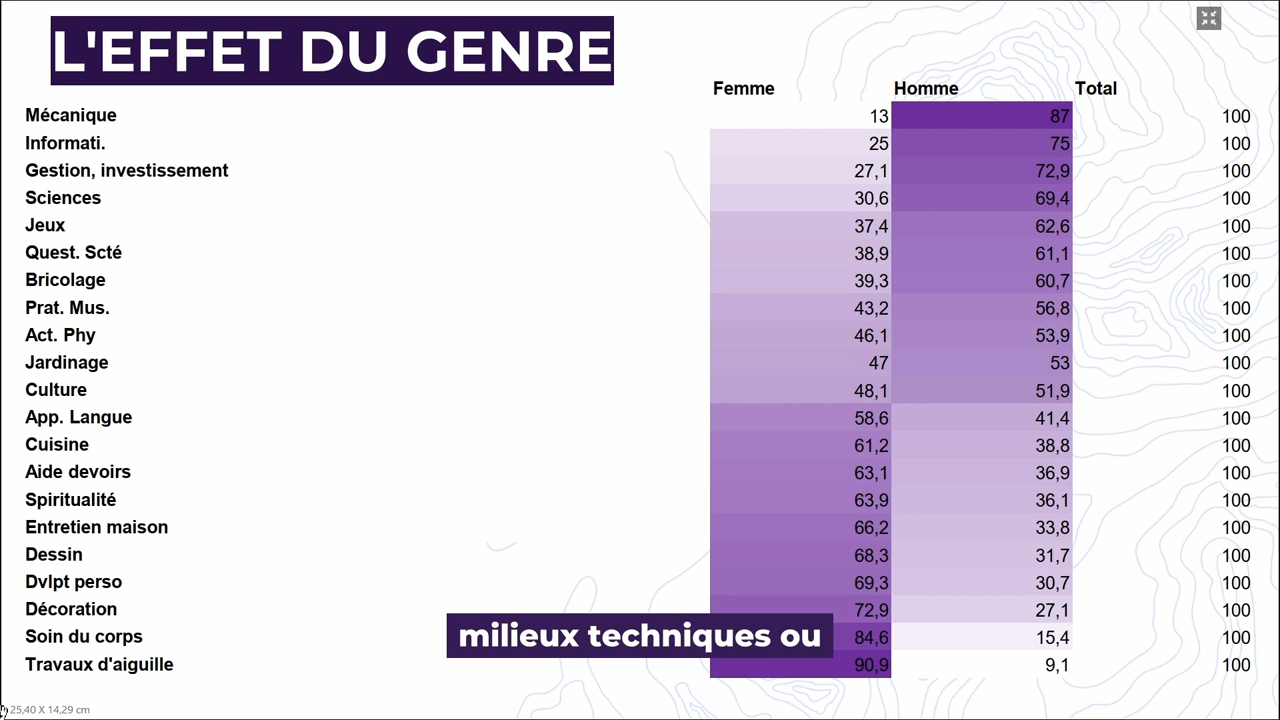 L'EFFET DU GENRE
Femme Homme Total
Mécanique 13 87 100
Informati. 25 75 100
Gestion, investissement 27,1 72,9 100
Sciences 30,6 69,4 100
Jeux 37,4 62,6 100
Quest. Scté 38,9 61,1 100
Bricolage 39,3 60,7 100
Prat. Mus. 43,2 56,8 100
Act. Phy 46,1 53,9 100
Jardinage 47 53 100
Culture 48,1 51,9 100
App. Langue 58,6 41,4 100
Cuisine 61,2 38,8 100
Aide devoirs 63,1 36,9 100
Spiritualité 63,9 36,1 100
Entretien maison 66,2 33,8 100
Dessin 68,3 31,7 100
Dvlpt perso 69,3 30,7 100
Décoration 72,9 27,1 100
Soin du corps 84,6 15,4 100
milieux techniques ou
Travaux d'aiguille 90,9 9,1 100
25,40 X 14,29 cm